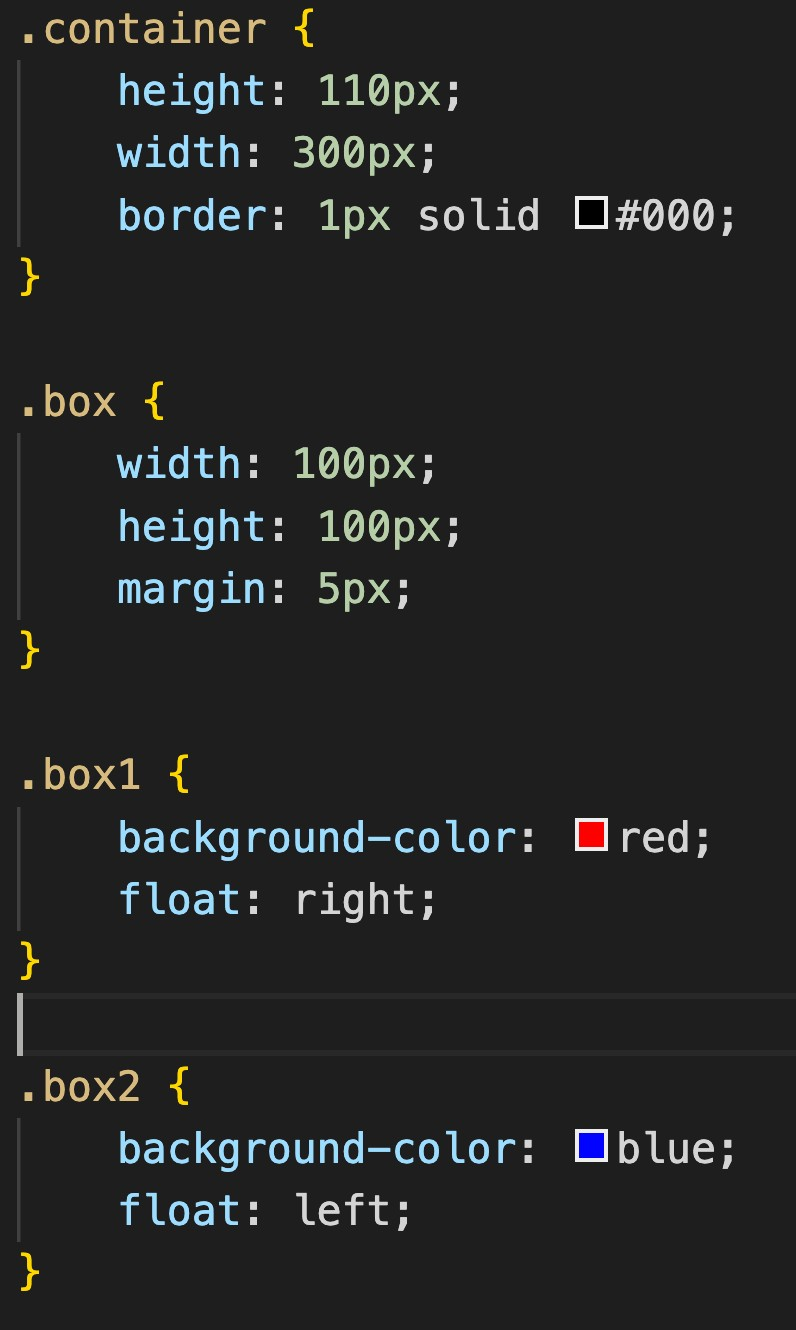 .container {
    height: 110px;
    width: 300px;
    border: 1px solid #000;
}

.box {
    width: 100px;
    height: 100px;
    margin: 5px;
}

.box1 {
    background-color: red;
    float: right;
}

.box2 {
    background-color: blue;
    float: left;
}